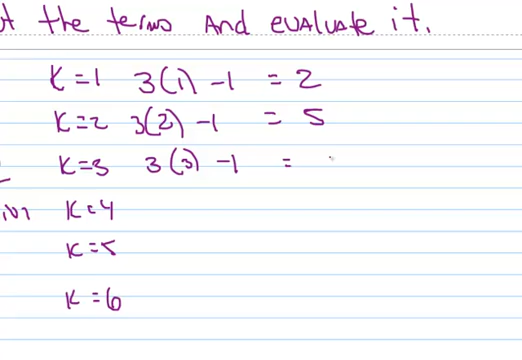 the terms and evaluate it.
K=1 3(1) -1 = 2
K=2 3(2) -1 = 5
K=3 3(3) -1 =
K=4
K=5
K=6